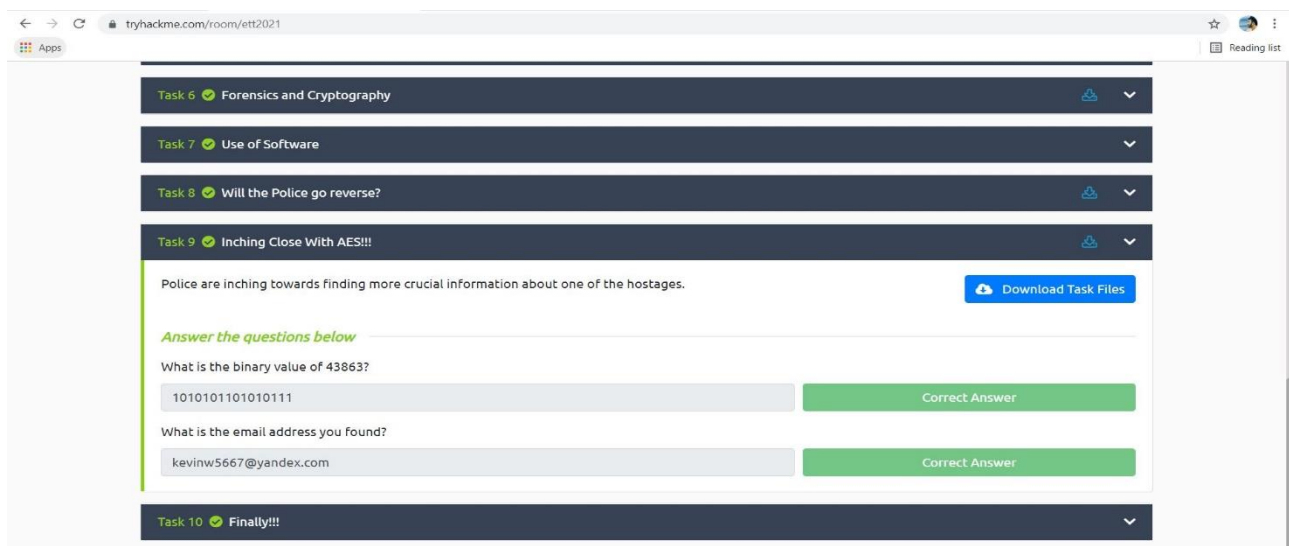 tryhackme.com/room/ett2021
Apps
Reading list
Task 6 Forensics and Cryptography
Task 7 Use of Software
Task 8 Will the Police go reverse?
Task 9 Inching Close With AES!!!
Police are inching towards finding more crucial information about one of the hostages.
Download Task Files
Answer the questions below
What is the binary value of 43863?
1010101101010111
Correct Answer
What is the email address you found?
kevinw5667@yandex.com
Correct Answer
Task 10 Finally!!!